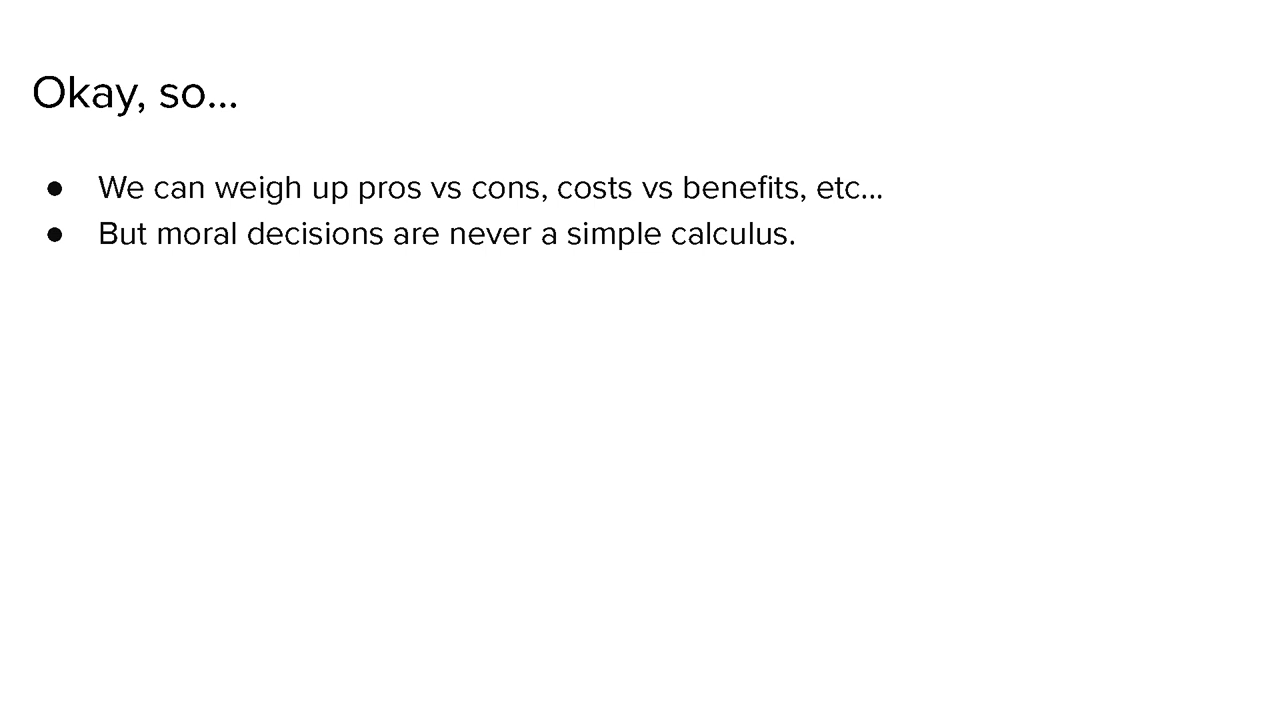 Okay, so...
● We can weigh up pros vs cons, costs vs benefits, etc...
● But moral decisions are never a simple calculus.